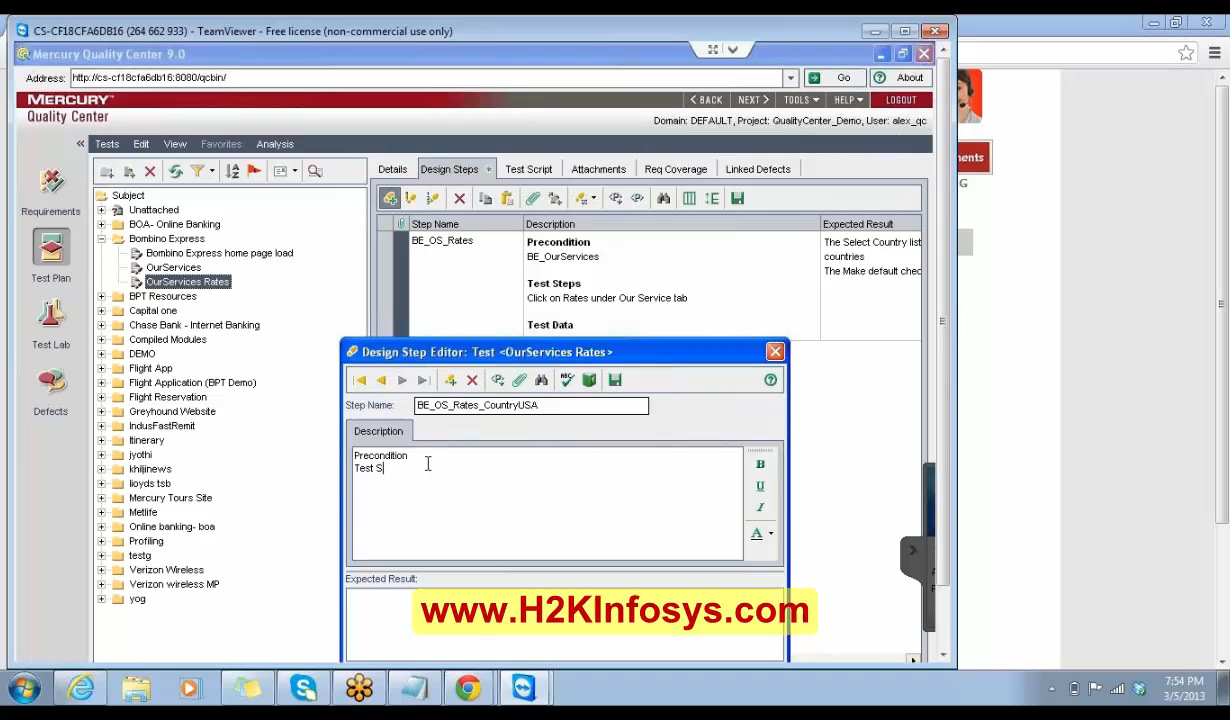 CS-CF18CFA6DB16 (264 662 933) - TeamViewer - Free license (non-commercial use only)
Mercury Quality Center 9.0
Address: http://cs-cf18cfa6db16:8080/qcbin/ Go About
MERCURY BACK NEXT TOOLS HELP LOGOUT
Quality Center
Domain: DEFAULT, Project: QualityCenter_Demo, User: alex_qc
Tests Edit View Favorites Analysis
Details Design Steps Test Script Attachments Req Coverage Linked Defects
Requirements
Test Plan
Test Lab
Defects
Subject
Unattached
BOA- Online Banking
Bombino Express
Bombino Express home page load
OurServices
OurServices Rates
BPT Resources
Capital one
Chase Bank - Internet Banking
Compiled Modules
DEMO
Flight App
Flight Application (BPT Demo)
Flight Reservation
Greyhound Website
IndusFastRemit
Itinerary
jyothi
khiljinews
lloyds tsb
Mercury Tours Site
Metlife
Online banking- boa
Profiling
testg
Verizon Wireless
Verizon wireless MP
yog
Step Name Description Expected Result
BE_OS_Rates
Precondition
BE_OurServices
Test Steps
Click on Rates under Our Service tab
Test Data
The Select Country list
countries
The Make default chec
Design Step Editor: Test <OurServices Rates>
ABC
Step Name: BE_OS_Rates_CountryUSA
Description
Precondition
Test S
B
U
I
A
Expected Result:
www.H2KInfosys.com
ments
G
7:54 PM
3/5/2013